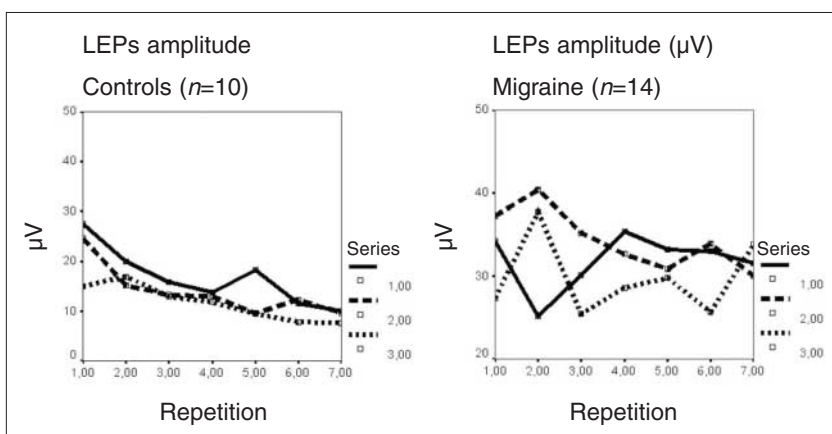 LEPs amplitude
Controls (n=10)
50
40
30
20
10
0
µV
1,00 2,00 3,00 4,00 5,00 6,00 7,00
Repetition
Series
1,00
2,00
3,00
LEPs amplitude (µV)
Migraine (n=14)
50
40
30
20
µV
1,00 2,00 3,00 4,00 5,00 6,00 7,00
Repetition
Series
1,00
2,00
3,00